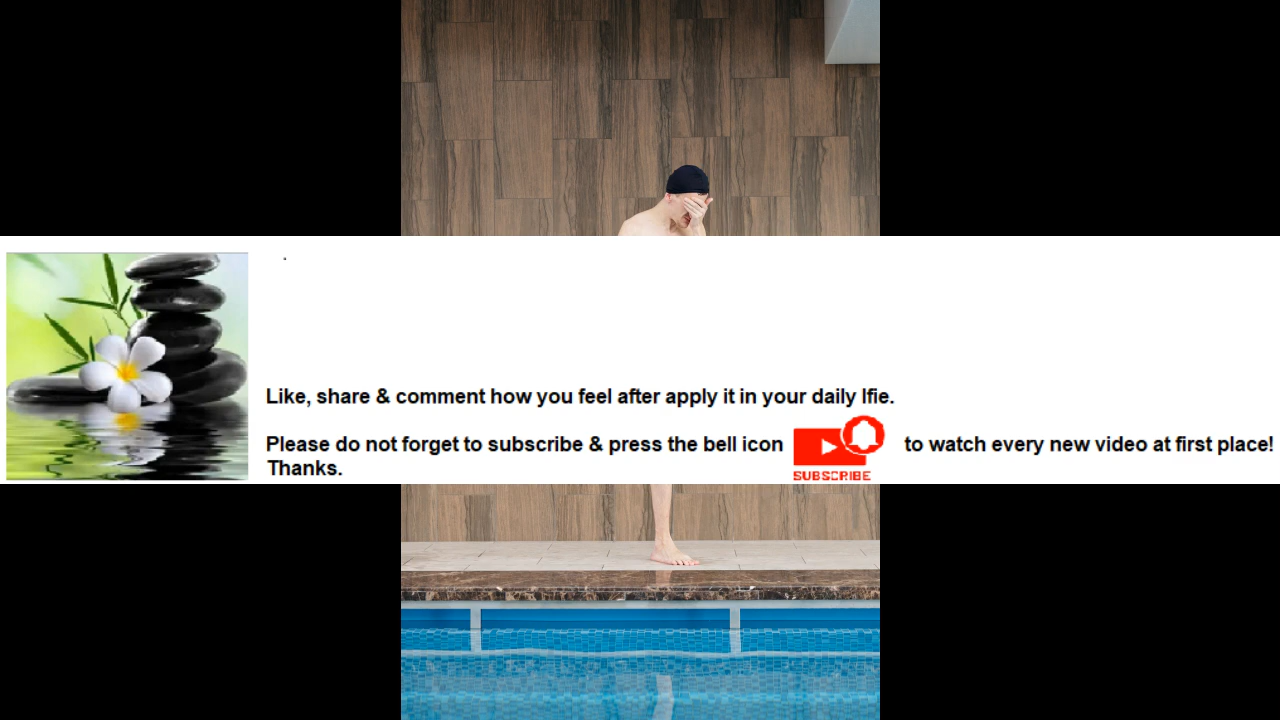 Like, share & comment how you feel after apply it in your daily lfie.
Please do not forget to subscribe & press the bell icon to watch every new video at first place!
SUBSCRIBE
Thanks.